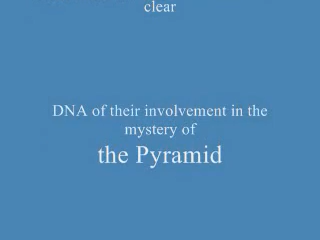 clear
DNA of their involvement in the
mystery of
the Pyramid